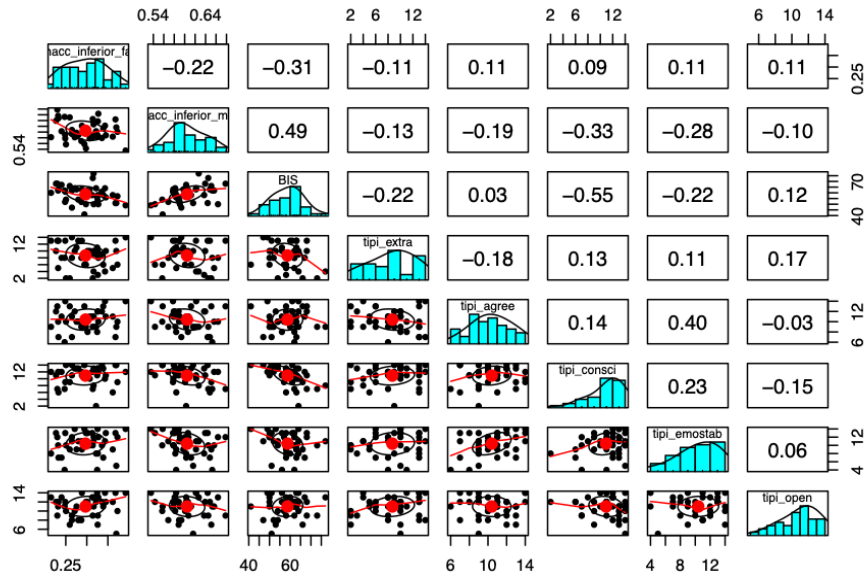 0.54 0.64 2 6 12 2 6 12 6 10 14
nacc_inferior_fa −0.22 −0.31 −0.11 0.11 0.09 0.11 0.11 0.25
0.54 acc_inferior_m 0.49 −0.13 −0.19 −0.33 −0.28 −0.10
BIS −0.22 0.03 −0.55 −0.22 0.12 40 70
2 12 tipi_extra −0.18 0.13 0.11 0.17
tipi_agree 0.14 0.40 −0.03 6 12
2 12 tipi_consci 0.23 −0.15
tipi_emostab 0.06 4 12
6 14 tipi_open
0.25 40 60 6 10 14 4 8 12